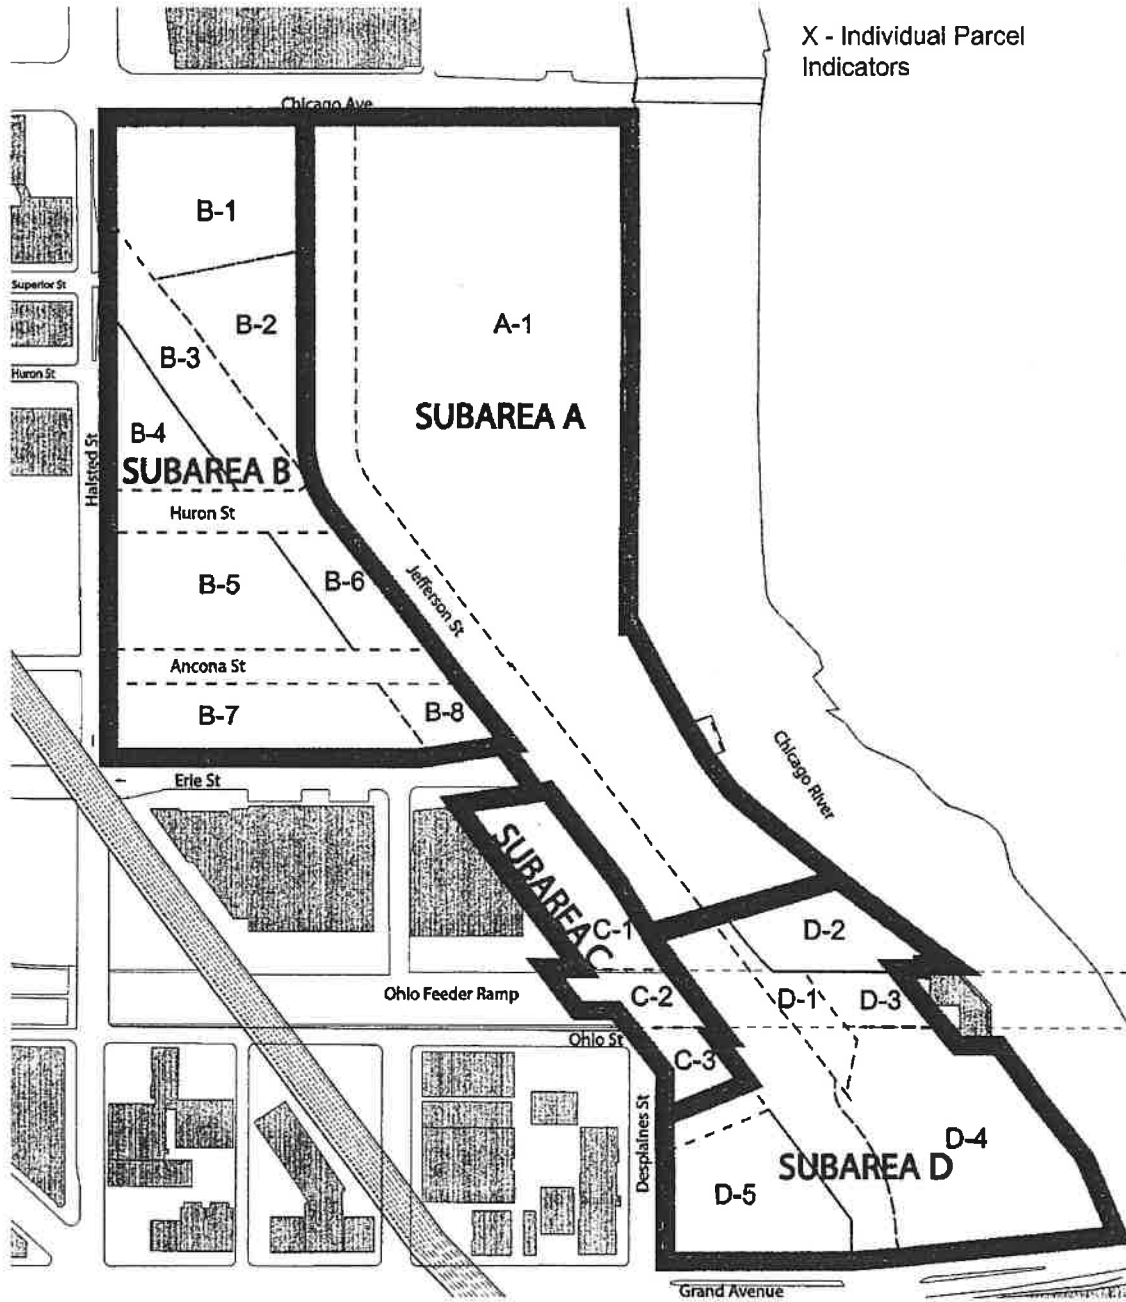 X - Individual Parcel
Indicators
Chicago Ave
B-1
Superior St
B-2
A-1
B-3
Huron St
SUBAREA A
B-4
Halsted St
SUBAREA B
Huron St
B-5
B-6
Jefferson St
Ancona St
B-7
B-8
Erie St
Chicago River
SUBAREA C
C-1
D-2
Ohio Feeder Ramp
C-2
D-1
D-3
Ohio St
C-3
Desplaines St
D-4
SUBAREA D
D-5
Grand Avenue